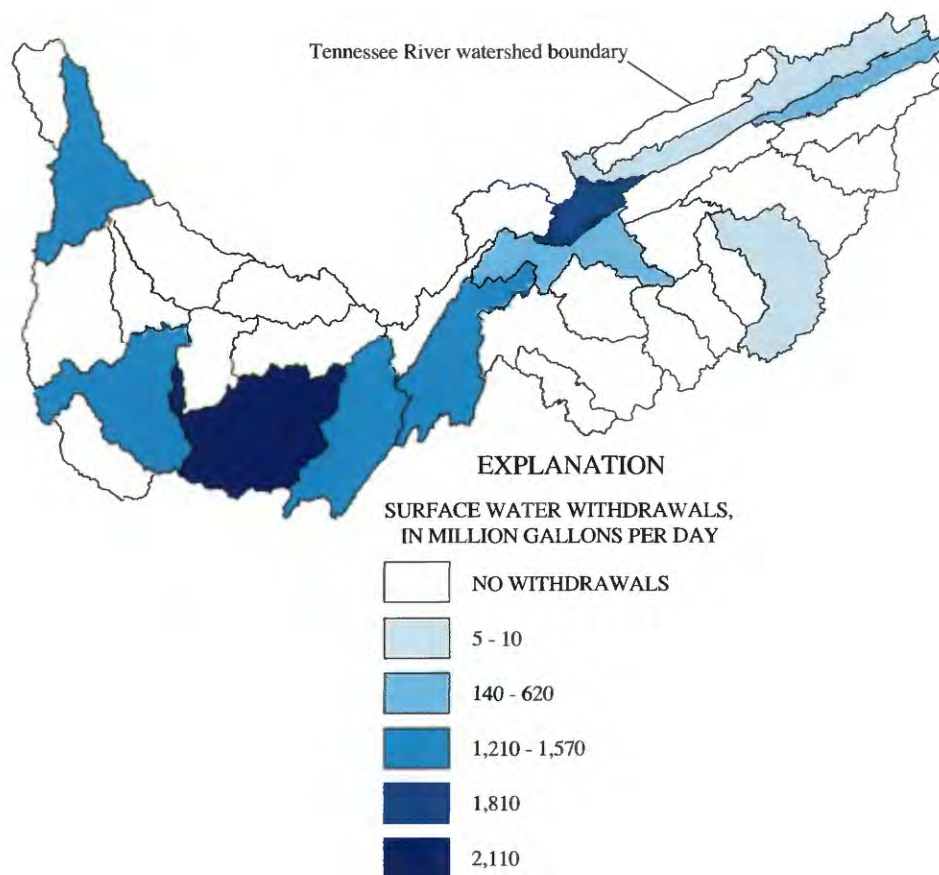 Tennessee River watershed boundary
EXPLANATION
SURFACE WATER WITHDRAWALS,
IN MILLION GALLONS PER DAY
NO WITHDRAWALS
5 - 10
140 - 620
1,210 - 1,570
1,810
2,110